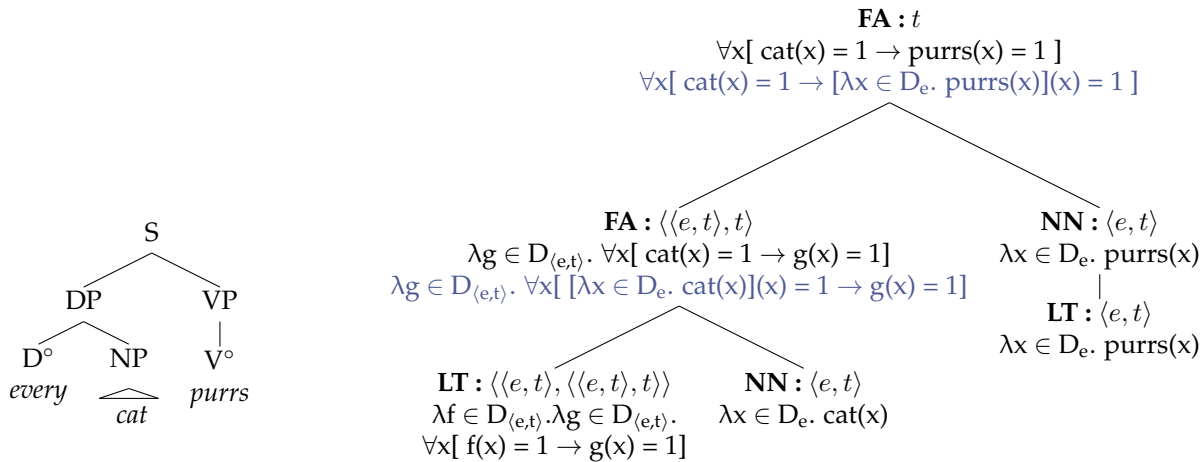 FA : t
∀x[ cat(x) = 1 → purrs(x) = 1 ]
∀x[ cat(x) = 1 → [λx ∈ Dₑ. purrs(x)](x) = 1 ]
S
DP VP
D° NP V°
every cat purrs
FA : ⟨⟨e, t⟩, t⟩
λg ∈ D⟨e,t⟩. ∀x[ cat(x) = 1 → g(x) = 1]
λg ∈ D⟨e,t⟩. ∀x[ [λx ∈ Dₑ. cat(x)](x) = 1 → g(x) = 1]
NN : ⟨e, t⟩
λx ∈ Dₑ. purrs(x)
LT : ⟨e, t⟩
λx ∈ Dₑ. purrs(x)
LT : ⟨⟨e, t⟩, ⟨⟨e, t⟩, t⟩⟩
λf ∈ D⟨e,t⟩.λg ∈ D⟨e,t⟩.
∀x[ f(x) = 1 → g(x) = 1]
NN : ⟨e, t⟩
λx ∈ Dₑ. cat(x)